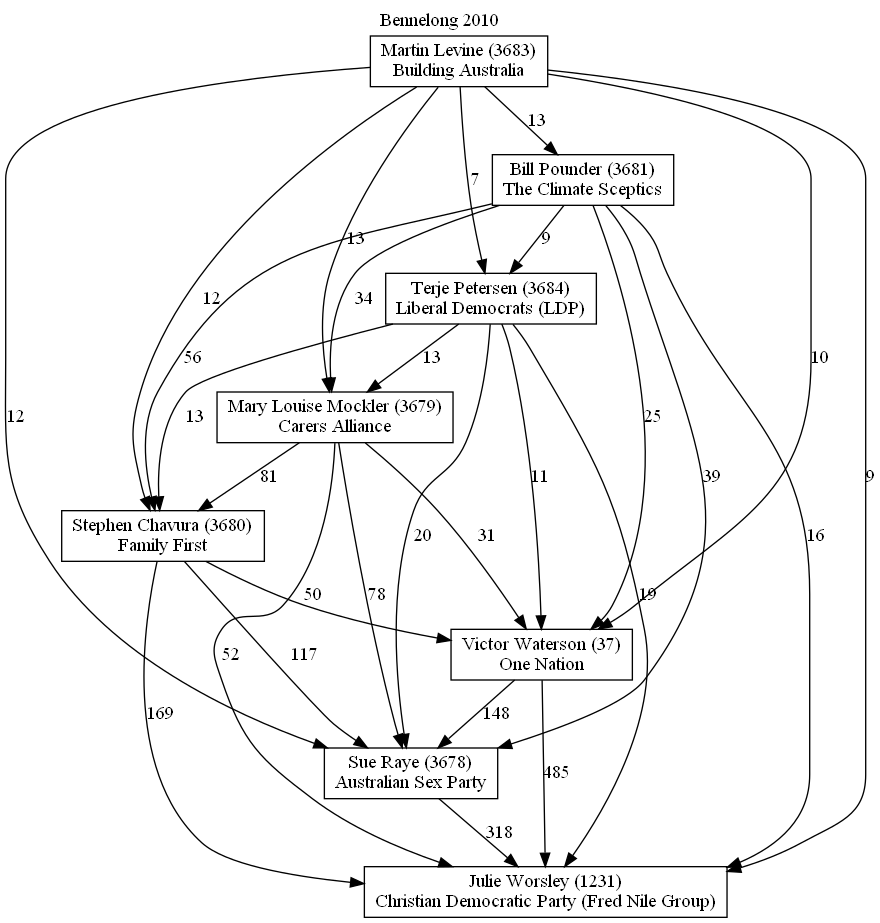 Bennelong 2010
Martin Levine (3683)
Building Australia
13
Bill Pounder (3681)
The Climate Sceptics
7
13
9
10
12
34
Terje Petersen (3684)
Liberal Democrats (LDP)
56
13
12
13
25
Mary Louise Mockler (3679)
Carers Alliance
81
11
39
9
Stephen Chavura (3680)
Family First
20
31
16
50
78
19
52
117
Victor Waterson (37)
One Nation
169
148
Sue Raye (3678)
Australian Sex Party
485
318
Julie Worsley (1231)
Christian Democratic Party (Fred Nile Group)